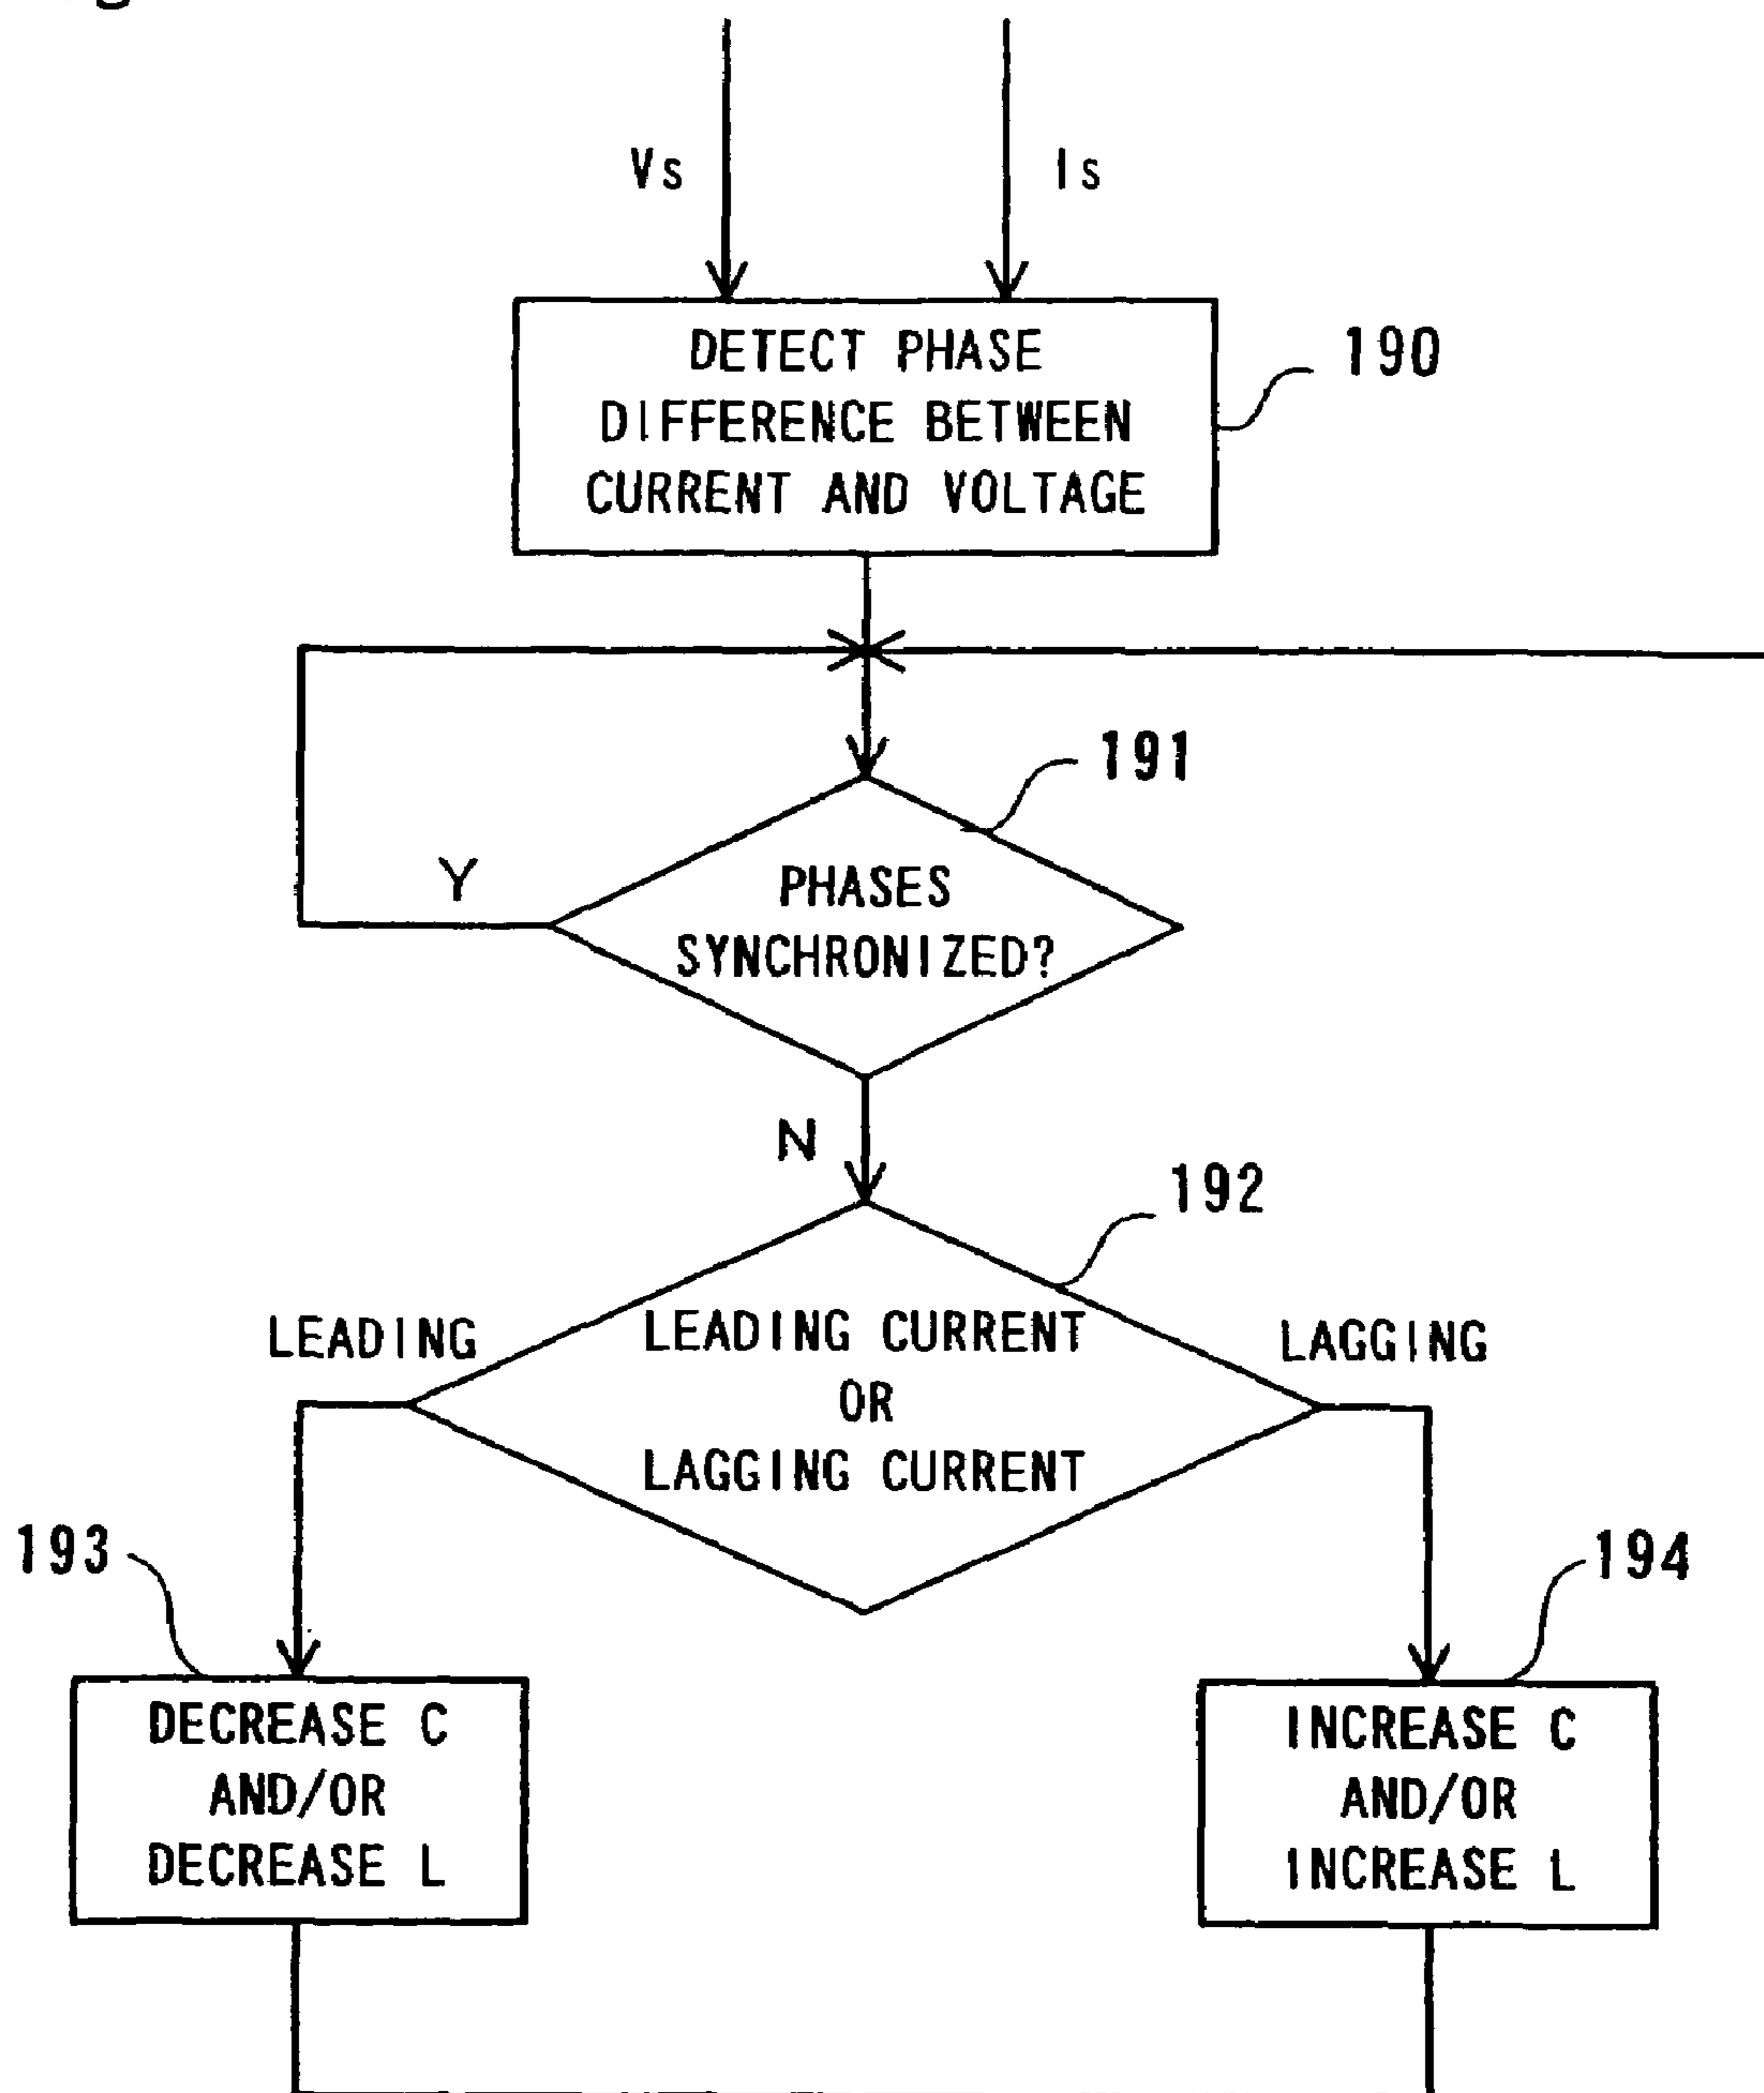 Vs
Is
DETECT PHASE
DIFFERENCE BETWEEN
CURRENT AND VOLTAGE
190
191
Y
PHASES
SYNCHRONIZED?
N
192
LEADING
LEADING CURRENT
OR
LAGGING CURRENT
LAGGING
193
DECREASE C
AND/OR
DECREASE L
194
INCREASE C
AND/OR
INCREASE L